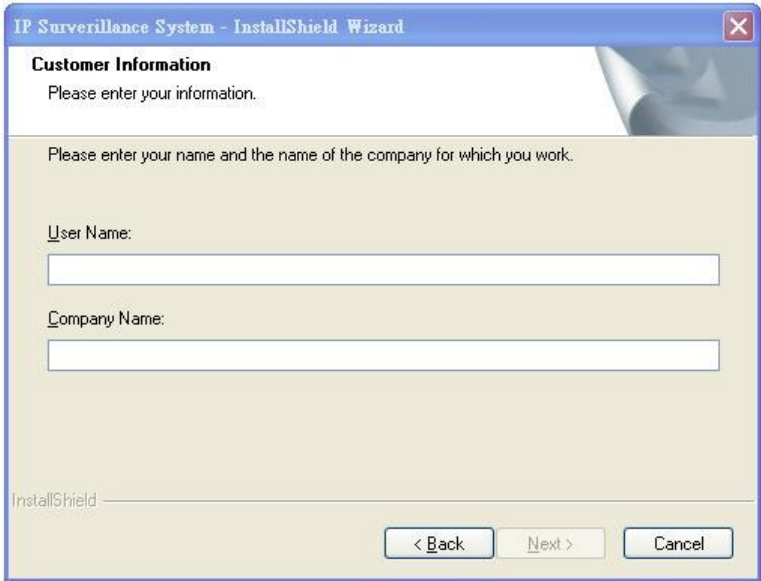 IP Surverillance System - InstallShield Wizard
Customer Information
Please enter your information.
Please enter your name and the name of the company for which you work.
User Name:
Company Name:
InstallShield
< Back Next > Cancel